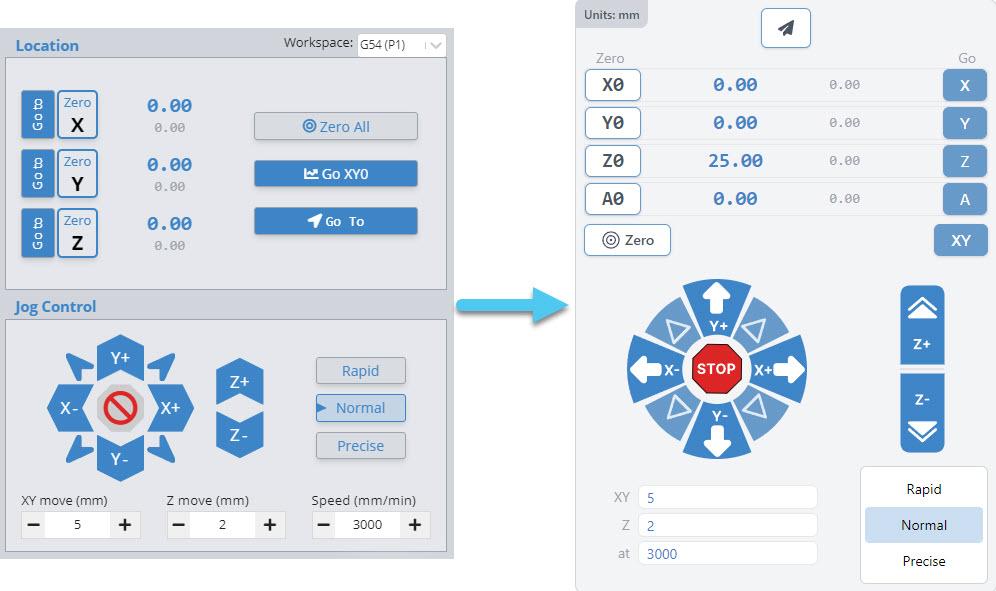 Location
Workspace: G54 (P1)
Go 0
Zero
X
0.00
0.00
Zero All
Go 0
Zero
Y
0.00
0.00
Go XY0
Go 0
Zero
Z
0.00
0.00
Go To
Jog Control
Y+
X-
X+
Y-
Z+
Z-
Rapid
Normal
Precise
XY move (mm)
Z move (mm)
Speed (mm/min)
− 5 +
− 2 +
− 3000 +
Units: mm
Zero
Go
X0 0.00 0.00 X
Y0 0.00 0.00 Y
Z0 25.00 0.00 Z
A0 0.00 0.00 A
Zero
XY
Y+
X-
STOP
X+
Y-
Z+
Z-
XY 5
Z 2
at 3000
Rapid
Normal
Precise